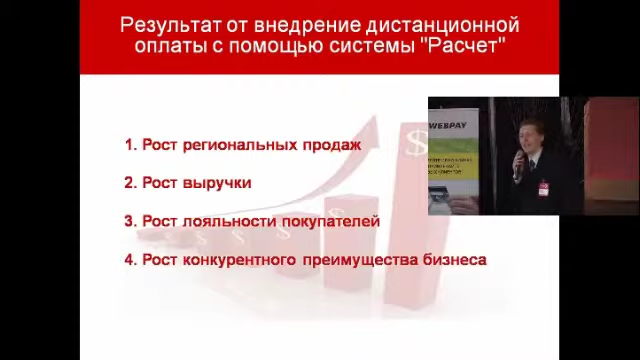 Результат от внедрение дистанционной
оплаты с помощью системы "Расчет"
1. Рост региональных продаж
2. Рост выручки
3. Рост лояльности покупателей
4. Рост конкурентного преимущества бизнеса
WEBPAY